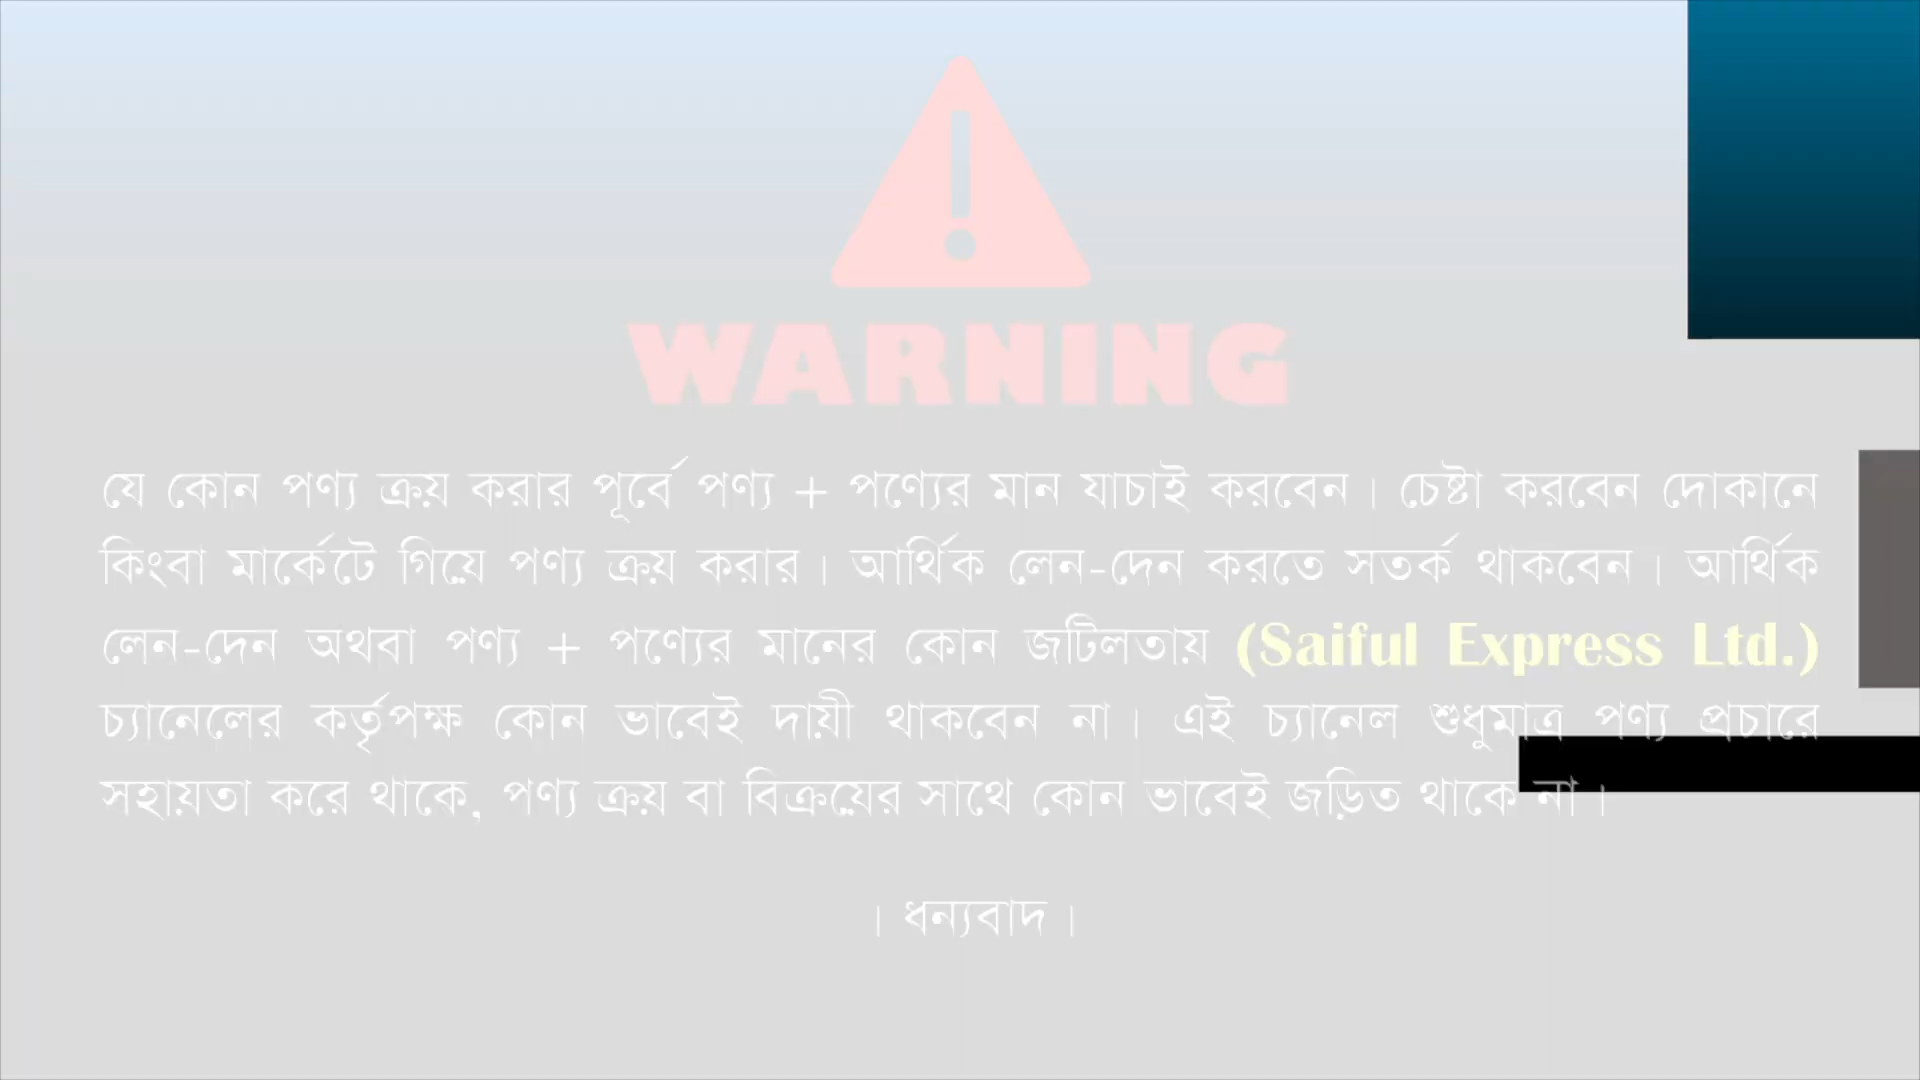 WARNING
যে কোন পণ্য ক্রয় করার পূর্বে পণ্য + পণ্যের মান যাচাই করবেন। চেষ্টা করবেন দোকানে
কিংবা মার্কেটে গিয়ে পণ্য ক্রয় করার। আর্থিক লেন-দেন করতে সতর্ক থাকবেন। আর্থিক
লেন-দেন অথবা পণ্য + পণ্যের মানের কোন জটিলতায় (Saiful Express Ltd.)
চ্যানেলের কর্তৃপক্ষ কোন ভাবেই দায়ী থাকবেন না। এই চ্যানেল শুধুমাত্র পণ্য প্রচারে
সহায়তা করে থাকে, পণ্য ক্রয় বা বিক্রয়ের সাথে কোন ভাবেই জড়িত থাকে না।
। ধন্যবাদ ।